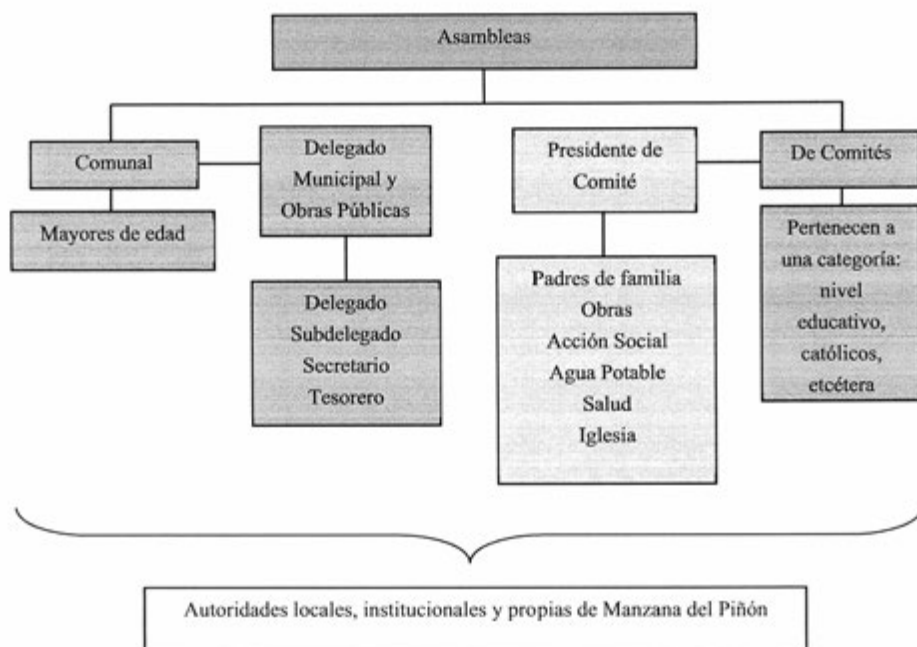 Asambleas
Comunal
Mayores de edad
Delegado
Municipal y
Obras Públicas
Delegado
Subdelegado
Secretario
Tesorero
Presidente de
Comité
Padres de familia
Obras
Acción Social
Agua Potable
Salud
Iglesia
De Comités
Pertenecen a
una categoría:
nivel
educativo,
católicos,
etcétera
Autoridades locales, institucionales y propias de Manzana del Piñón